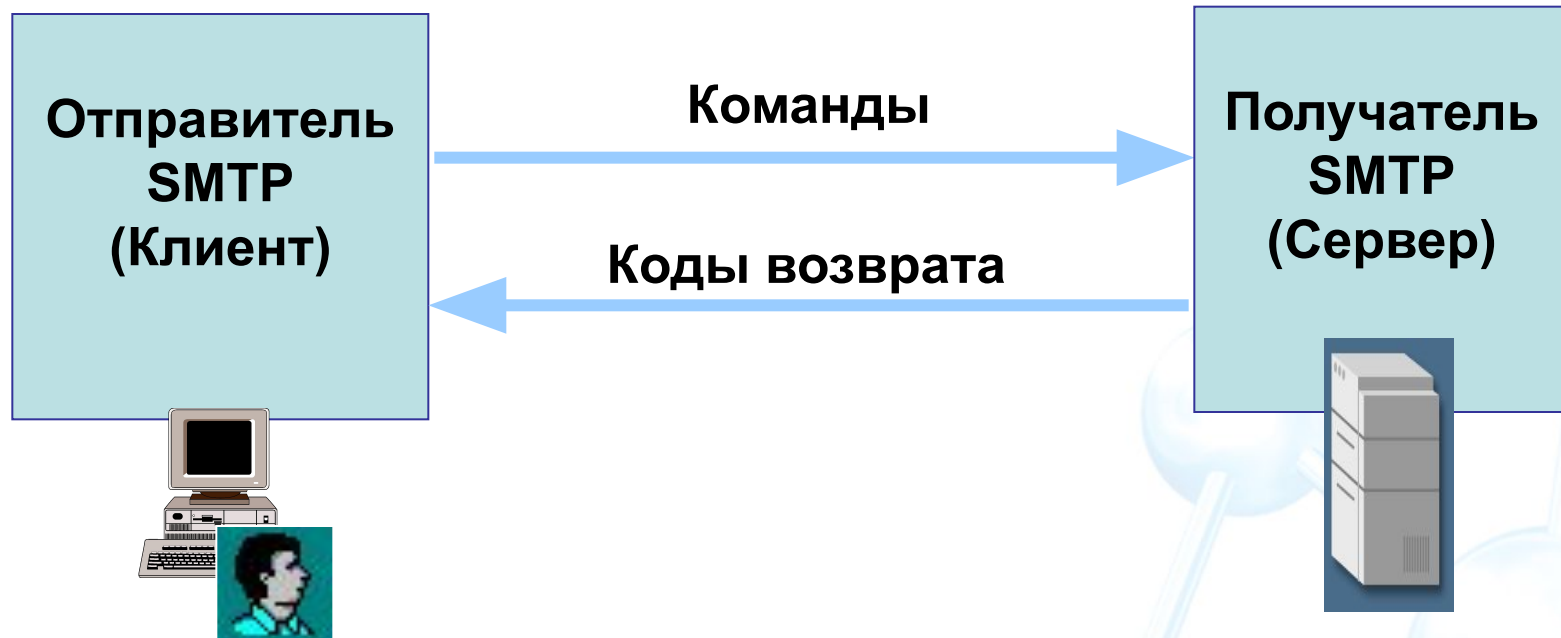 Отправитель
SMTP
(Клиент)
Команды
Коды возврата
Получатель
SMTP
(Сервер)